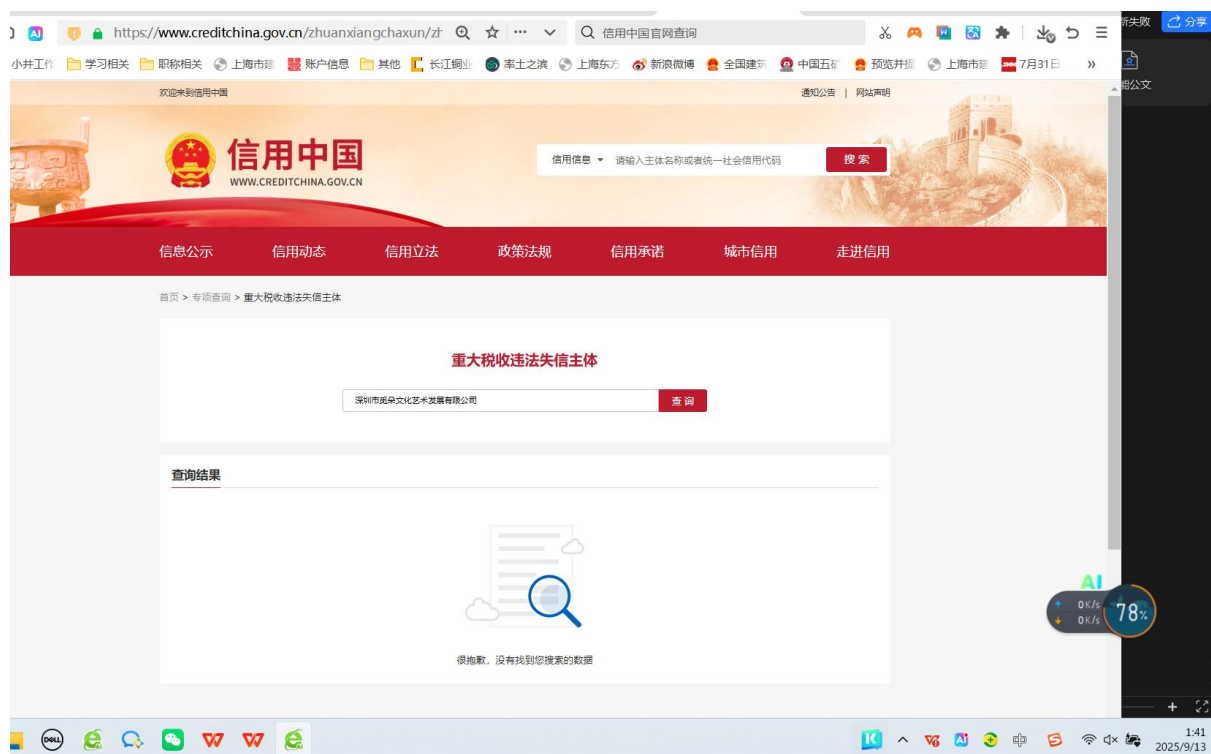 新失败 分享
https://www.creditchina.gov.cn/zhuanxiangchaxun/zh 信用中国官网查询
小井工作 学习相关 职称相关 上海市建 账户信息 其他 长江铜业 率土之滨 上海东方 新浪微博 全国建筑 中国五矿 预览并提 上海市建 7月31日 »
能公文
欢迎来到信用中国 通知公告 | 网站声明
信用中国
WWW.CREDITCHINA.GOV.CN
信用信息 请输入主体名称或者统一社会信用代码 搜索
信息公示 信用动态 信用立法 政策法规 信用承诺 城市信用 走进信用
首页 > 专项查询 > 重大税收违法失信主体
重大税收违法失信主体
深圳市觅朵文化艺术发展有限公司 查询
查询结果
很抱歉，没有找到您搜索的数据
AI
0K/s
0K/s
78%
DELL
中
1:41
2025/9/13